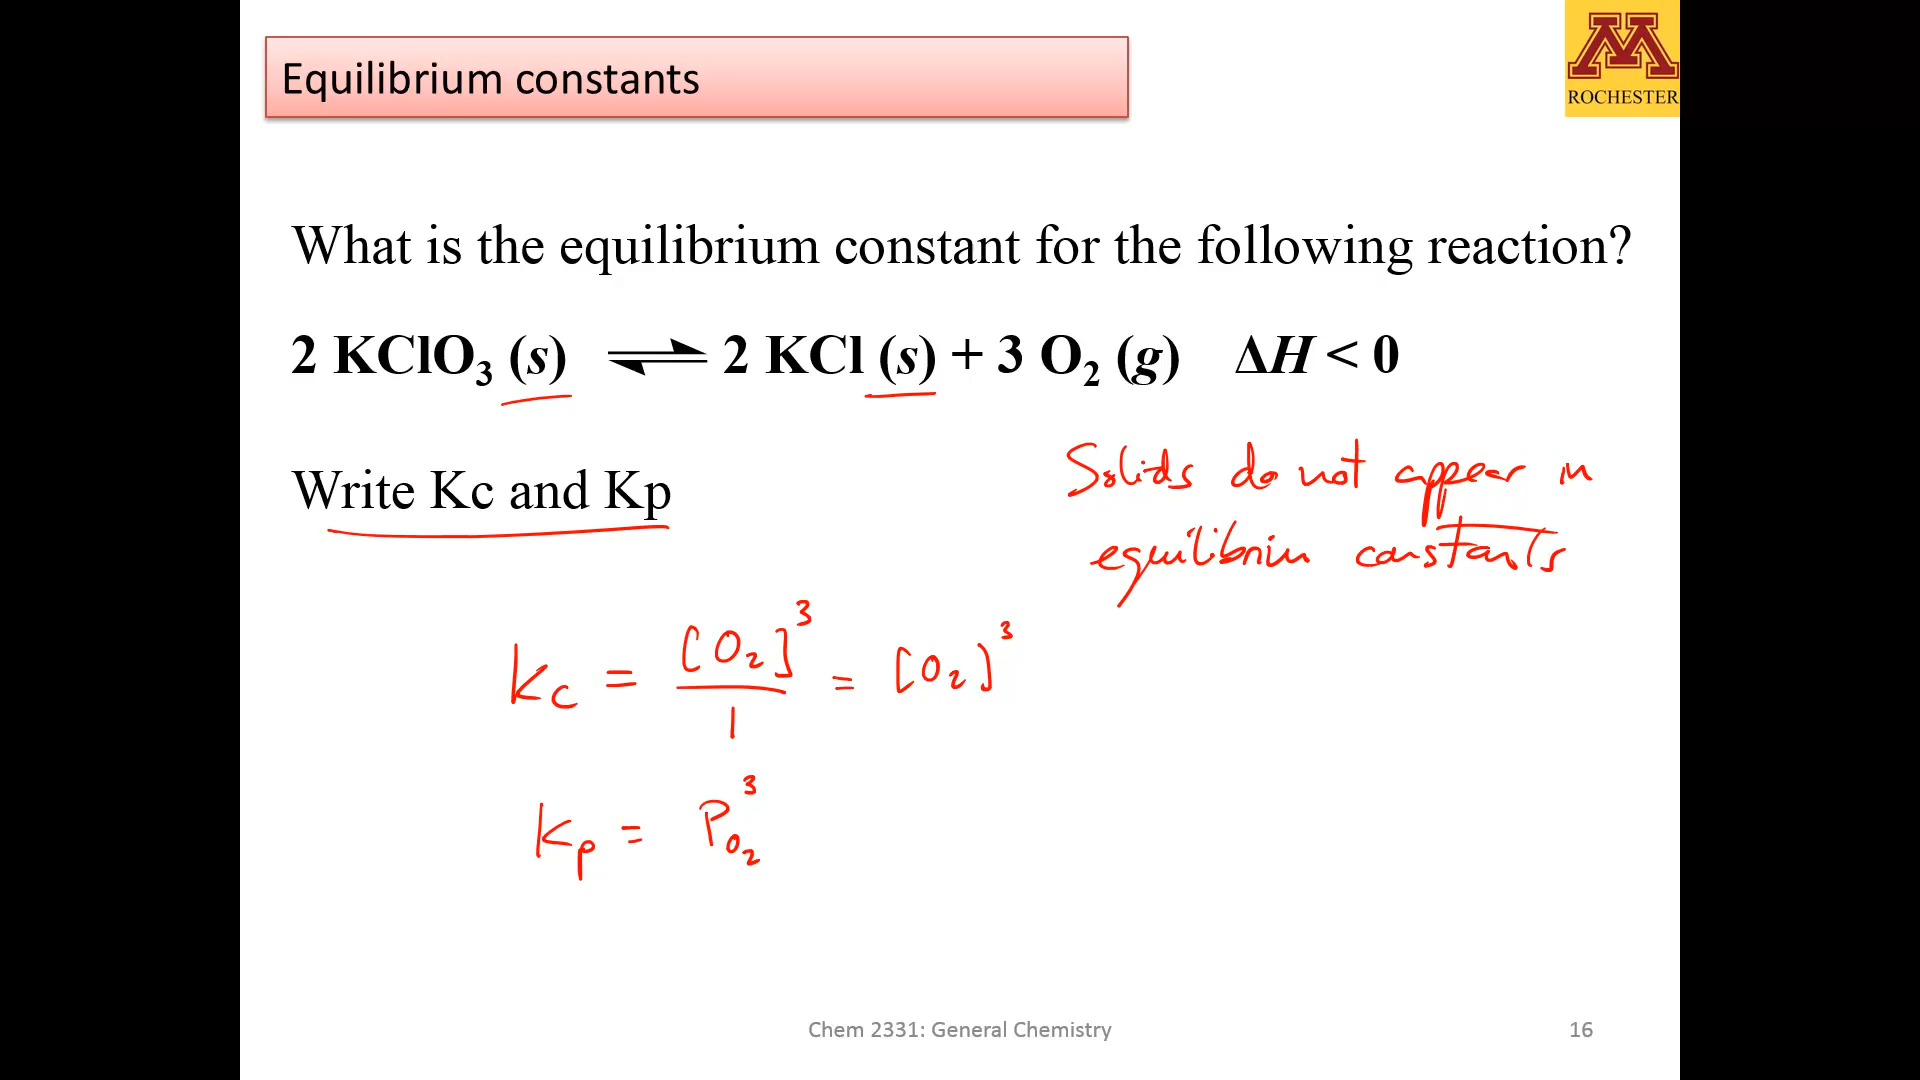 Equilibrium constants
M
ROCHESTER
What is the equilibrium constant for the following reaction?
2 KClO₃ (s) ⇌ 2 KCl (s) + 3 O₂ (g) ΔH < 0
Write Kc and Kp
Solids do not appear in
equilibrium constants
Kc = [O₂]³/1 = [O₂]³
Kp = P³O₂
Chem 2331: General Chemistry
16